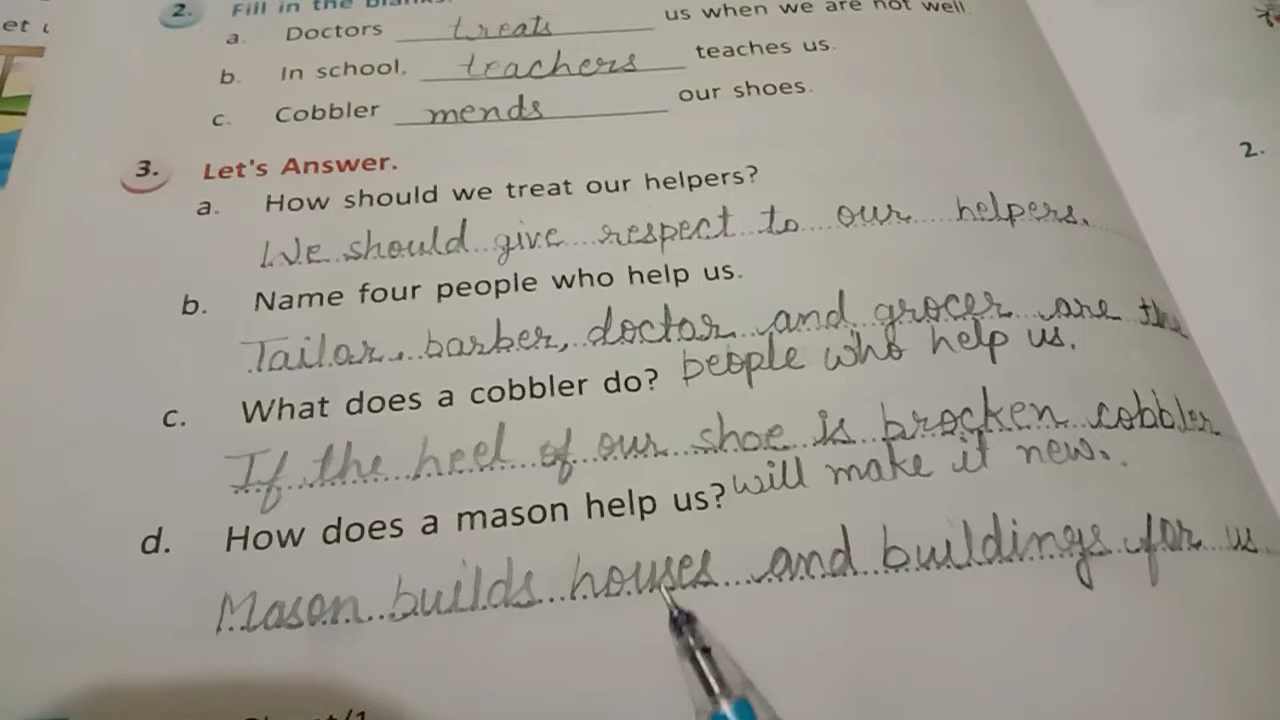 et
2. Fill in the blanks.
a. Doctors treats us when we are not well
b. In school, teachers teaches us.
c. Cobbler mends our shoes.
3. Let's Answer.
a. How should we treat our helpers?
We should give respect to our helpers.
b. Name four people who help us.
Tailor, barber, doctor and grocer are the
people who help us.
c. What does a cobbler do?
If the heel of our shoe is brocken cobbler
will make it new.
d. How does a mason help us?
Mason builds houses and buildings for us
2.